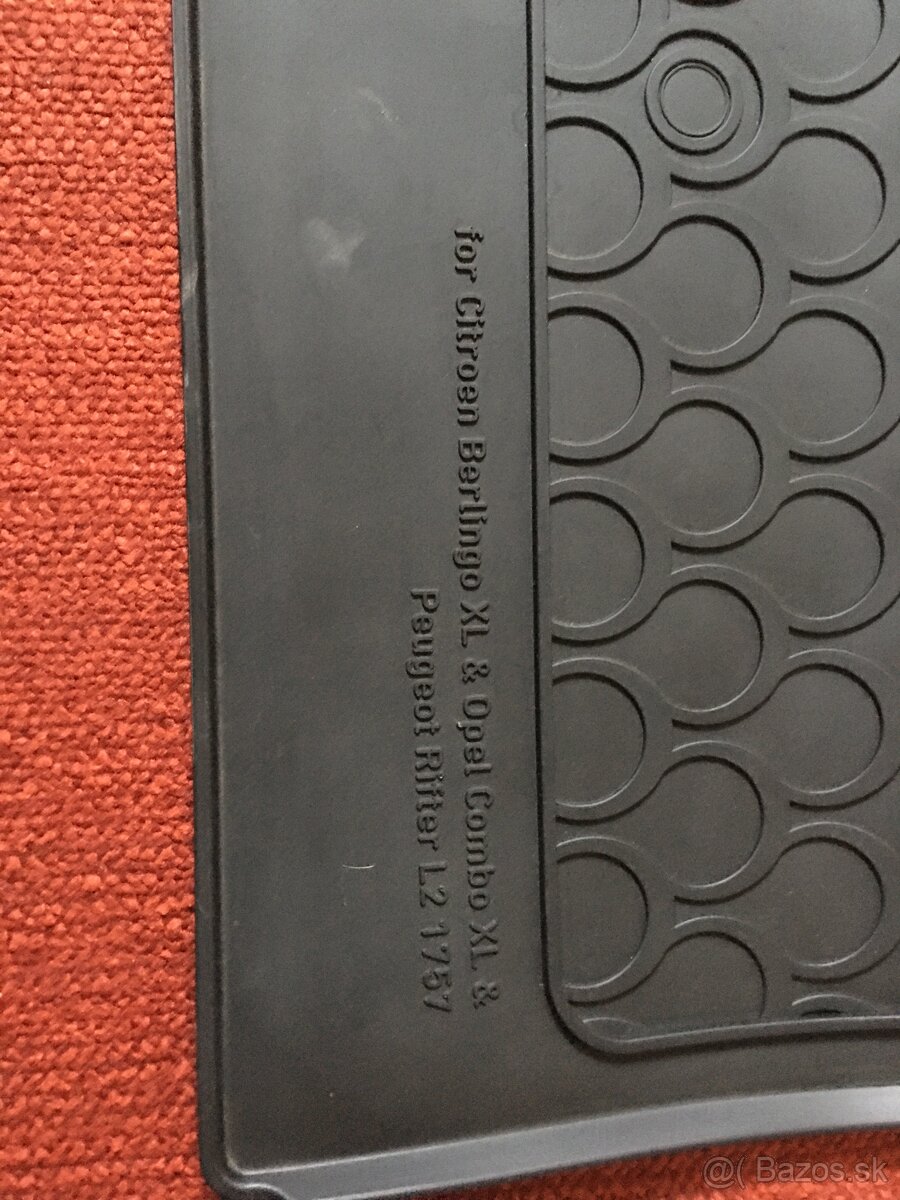 for Citroen Berlingo XL & Opel Combo XL &
Peugeot Rifter L2 1757
@( Bazos.sk